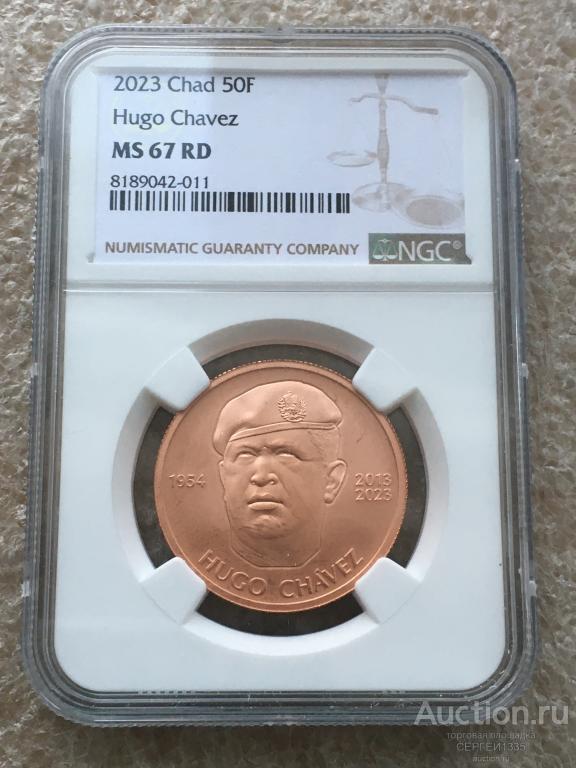 2023 Chad 50F
Hugo Chavez
MS 67 RD
8189042-011
NUMISMATIC GUARANTY COMPANY
NGC®
1954
2013
2023
HUGO CHÁVEZ
Auction.ru
торговая площадка
СЕРГЕЙ1335
auction.ru